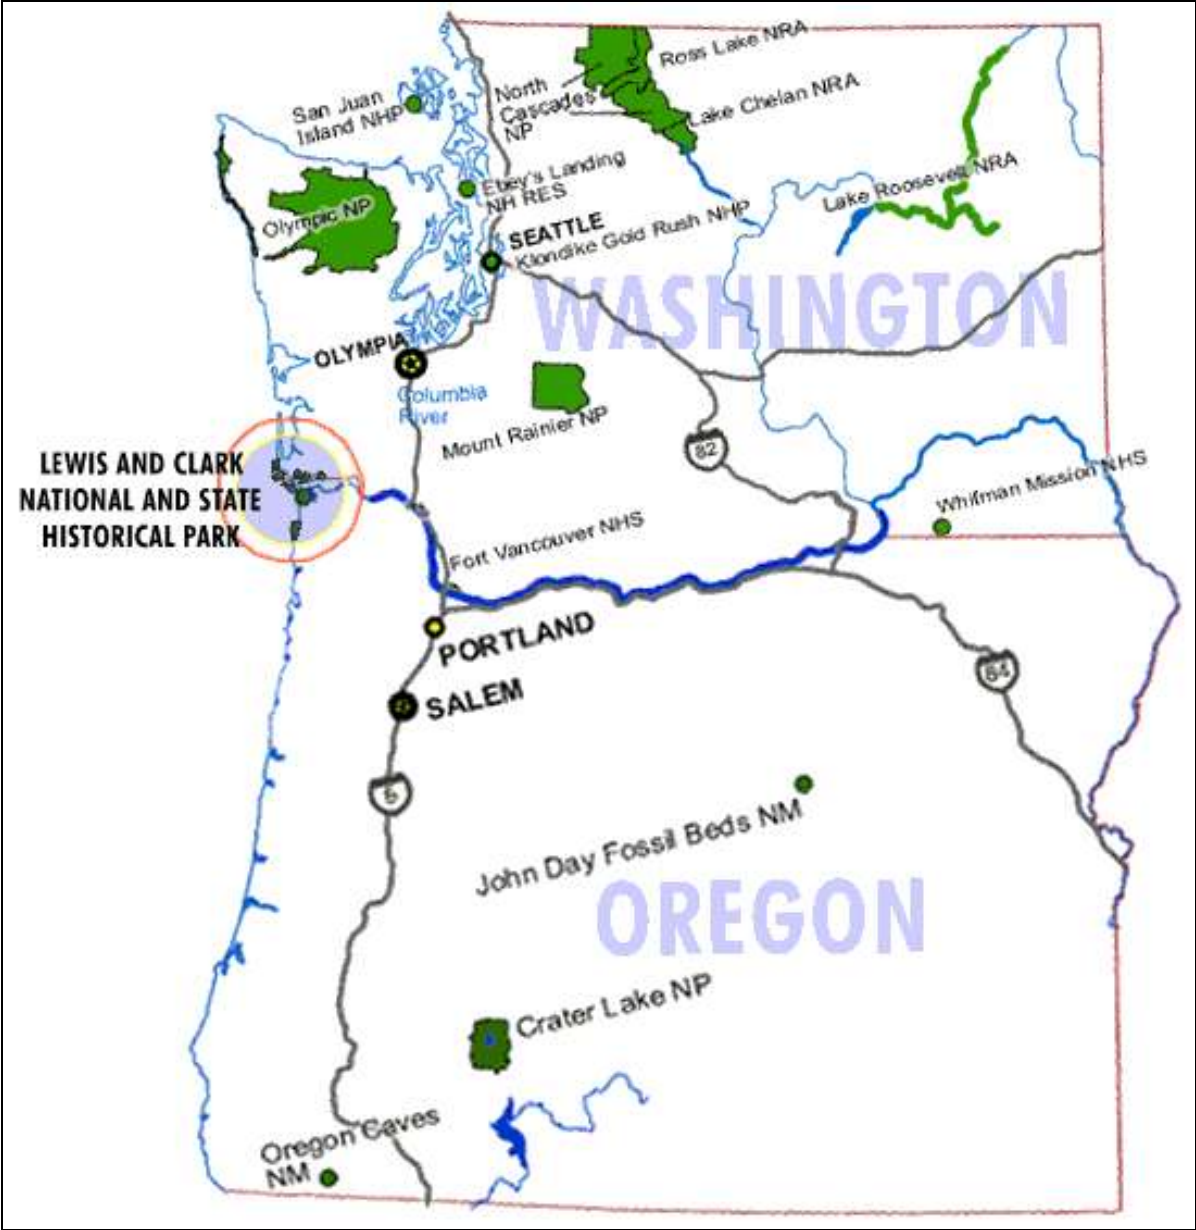 Ross Lake NRA
North
Cascades
NP
Lake Chelan NRA
San Juan
Island NHP
Ebey's Landing
NH RES
Lake Roosevelt NRA
Olympic NP
SEATTLE
Klondike Gold Rush NHP
WASHINGTON
OLYMPIA
Columbia
River
Mount Rainier NP
82
LEWIS AND CLARK
NATIONAL AND STATE
HISTORICAL PARK
Whitman Mission NHS
Fort Vancouver NHS
PORTLAND
84
SALEM
5
John Day Fossil Beds NM
OREGON
Crater Lake NP
Oregon Caves
NM